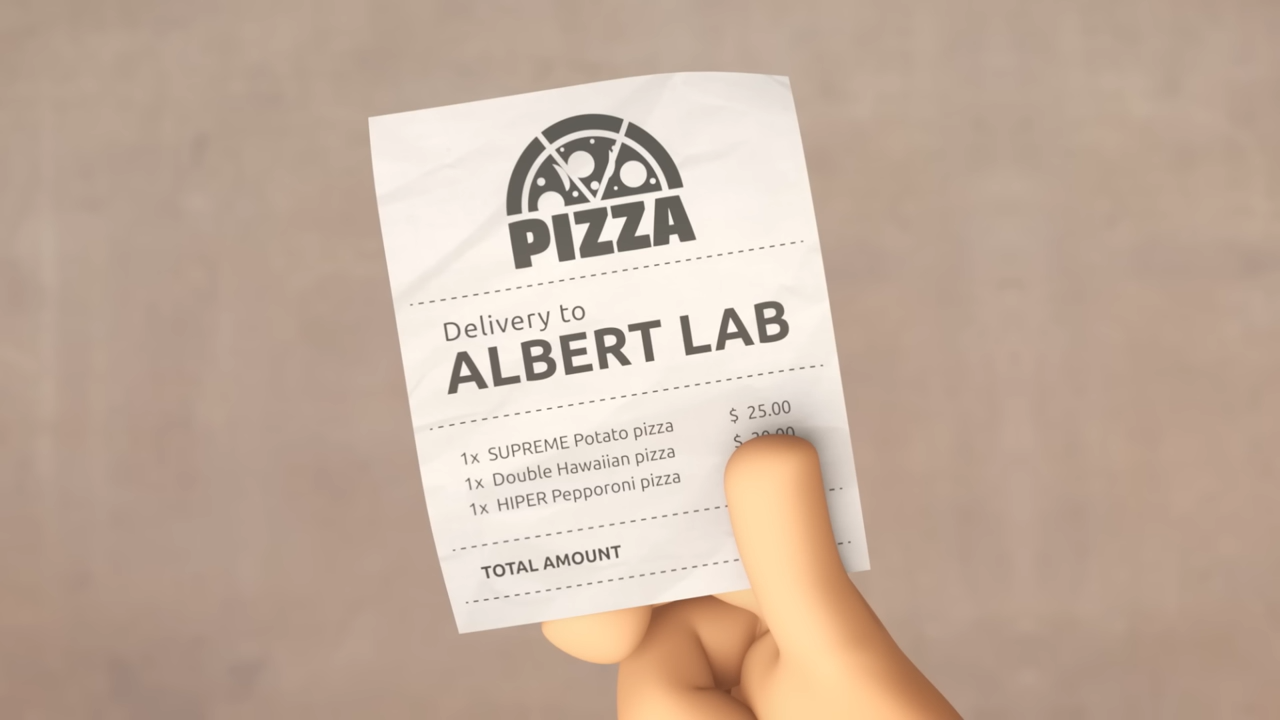 PIZZA
Delivery to
ALBERT LAB
1x SUPREME Potato pizza $ 25.00
1x Double Hawaiian pizza $
1x HIPER Pepporoni pizza
TOTAL AMOUNT